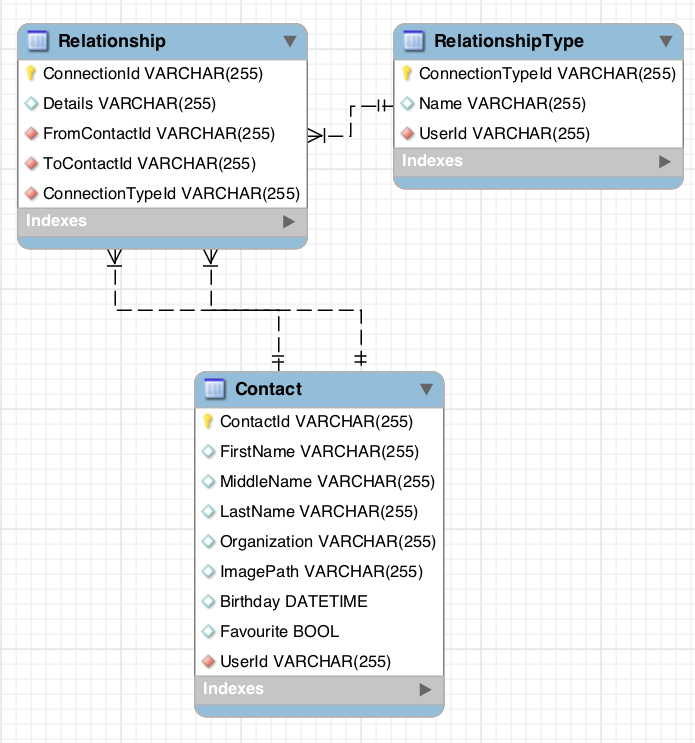 Relationship
ConnectionId VARCHAR(255)
Details VARCHAR(255)
FromContactId VARCHAR(255)
ToContactId VARCHAR(255)
ConnectionTypeId VARCHAR(255)
Indexes
RelationshipType
ConnectionTypeId VARCHAR(255)
Name VARCHAR(255)
UserId VARCHAR(255)
Indexes
Contact
ContactId VARCHAR(255)
FirstName VARCHAR(255)
MiddleName VARCHAR(255)
LastName VARCHAR(255)
Organization VARCHAR(255)
ImagePath VARCHAR(255)
Birthday DATETIME
Favourite BOOL
UserId VARCHAR(255)
Indexes